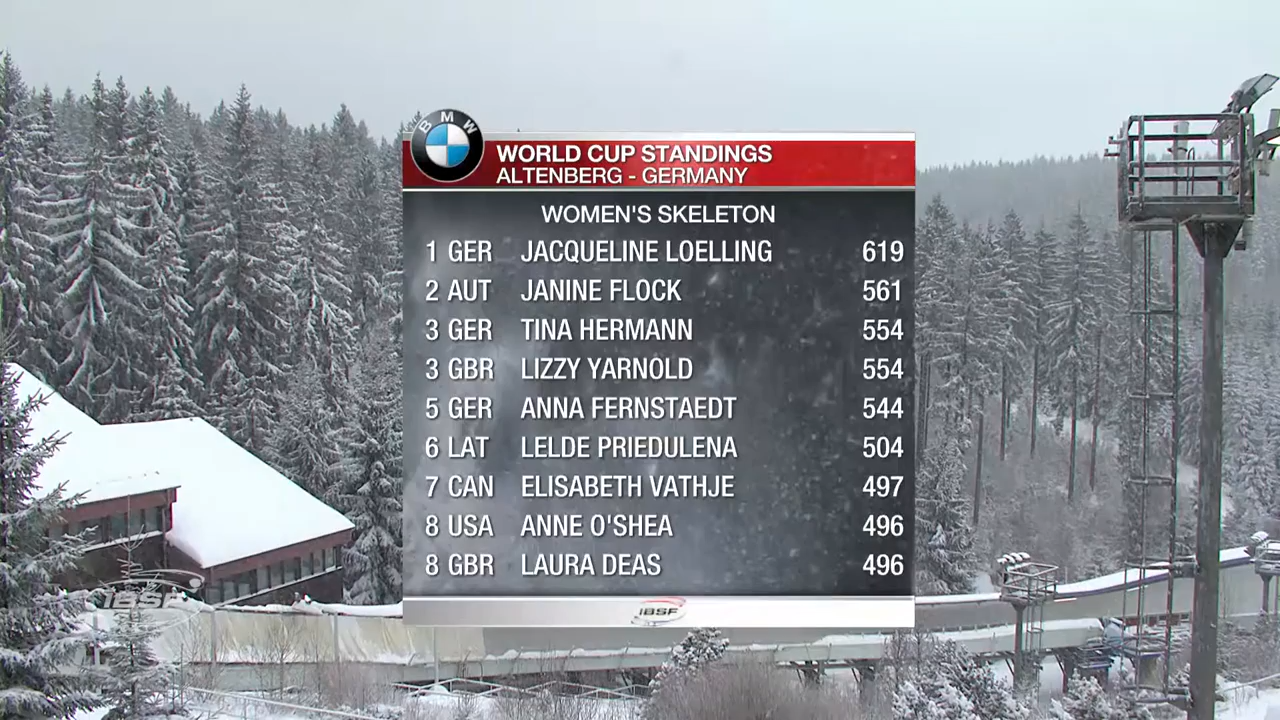 BMW
WORLD CUP STANDINGS
ALTENBERG - GERMANY
WOMEN'S SKELETON
1 GER JACQUELINE LOELLING 619
2 AUT JANINE FLOCK 561
3 GER TINA HERMANN 554
3 GBR LIZZY YARNOLD 554
5 GER ANNA FERNSTAEDT 544
6 LAT LELDE PRIEDULENA 504
7 CAN ELISABETH VATHJE 497
8 USA ANNE O'SHEA 496
8 GBR LAURA DEAS 496
IBSF
IBSF